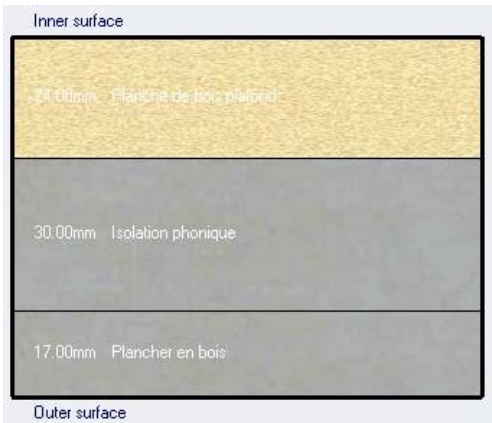 Inner surface
24.00mm Planche de bois plafond
30.00mm Isolation phonique
17.00mm Plancher en bois
Outer surface